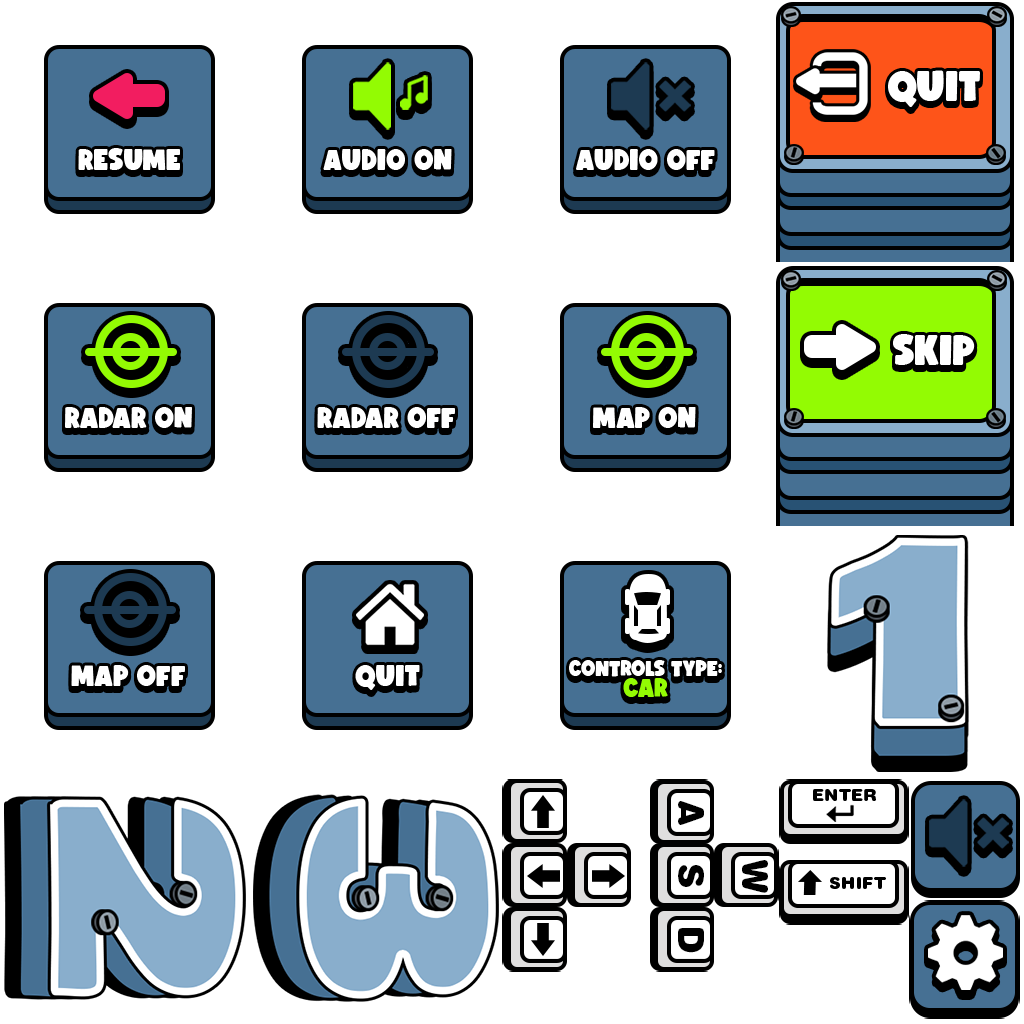 RESUME
AUDIO ON
AUDIO OFF
QUIT
RADAR ON
RADAR OFF
MAP ON
SKIP
MAP OFF
QUIT
CONTROLS TYPE:
CAR
1
2
3
A
S
W
D
ENTER
SHIFT